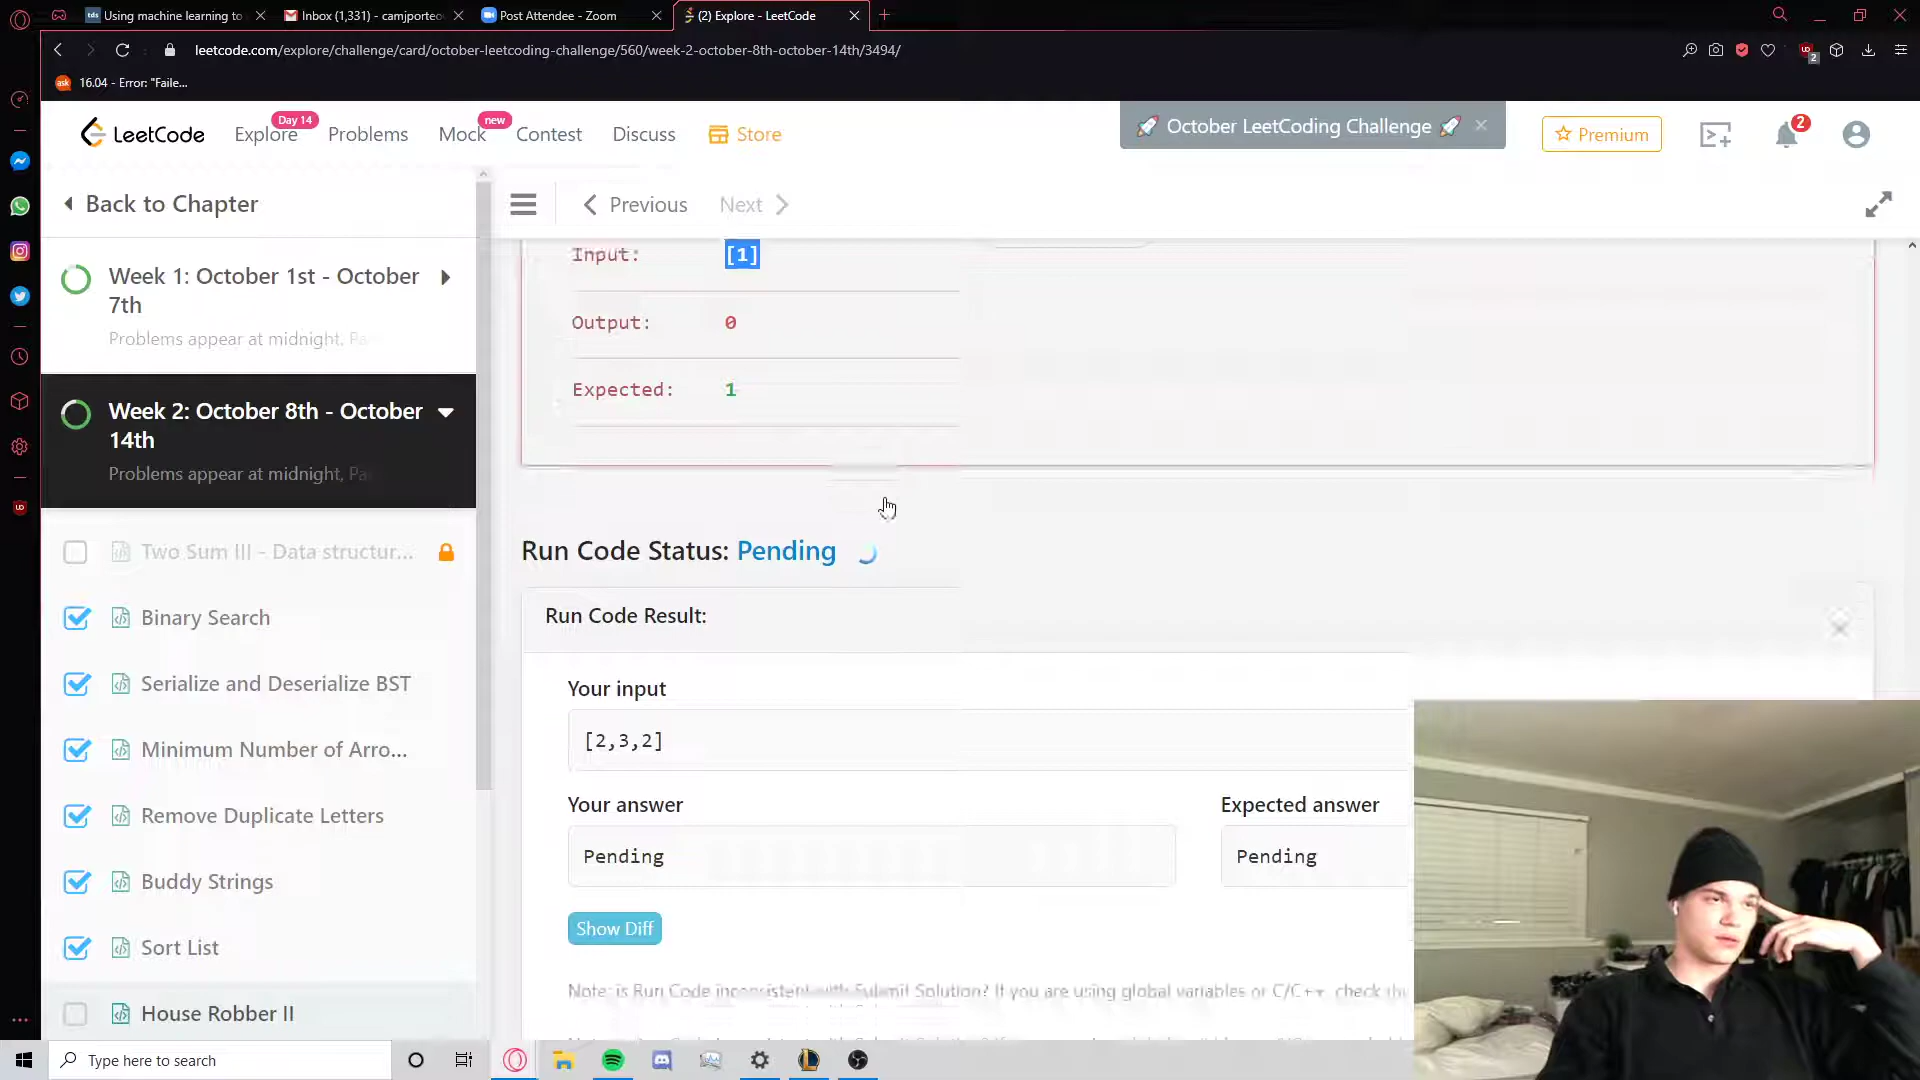 Using machine learning to
Inbox (1,331) - camjporteo
Post Attendee - Zoom
(2) Explore - LeetCode
leetcode.com/explore/challenge/card/october-leetcoding-challenge/560/week-2-october-8th-october-14th/3494/
2
ask
16.04 - Error: "Faile...
LeetCode
Explore
Day 14
Problems
Mock
new
Contest
Discuss
Store
October LeetCoding Challenge
Premium
2
Back to Chapter
Previous
Next
Week 1: October 1st - October
7th
Problems appear at midnight, Pa
Week 2: October 8th - October
14th
Problems appear at midnight, Pa
Two Sum III - Data structur...
Binary Search
Serialize and Deserialize BST
Minimum Number of Arro...
Remove Duplicate Letters
Buddy Strings
Sort List
House Robber II
Input: [1]
Output: 0
Expected: 1
Run Code Status: Pending
Run Code Result:
Your input
[2,3,2]
Your answer
Expected answer
Pending
Pending
Show Diff
Note: is Run Code inconsistent with Submit Solution? If you are using global variables or C/C++, check th
Type here to search